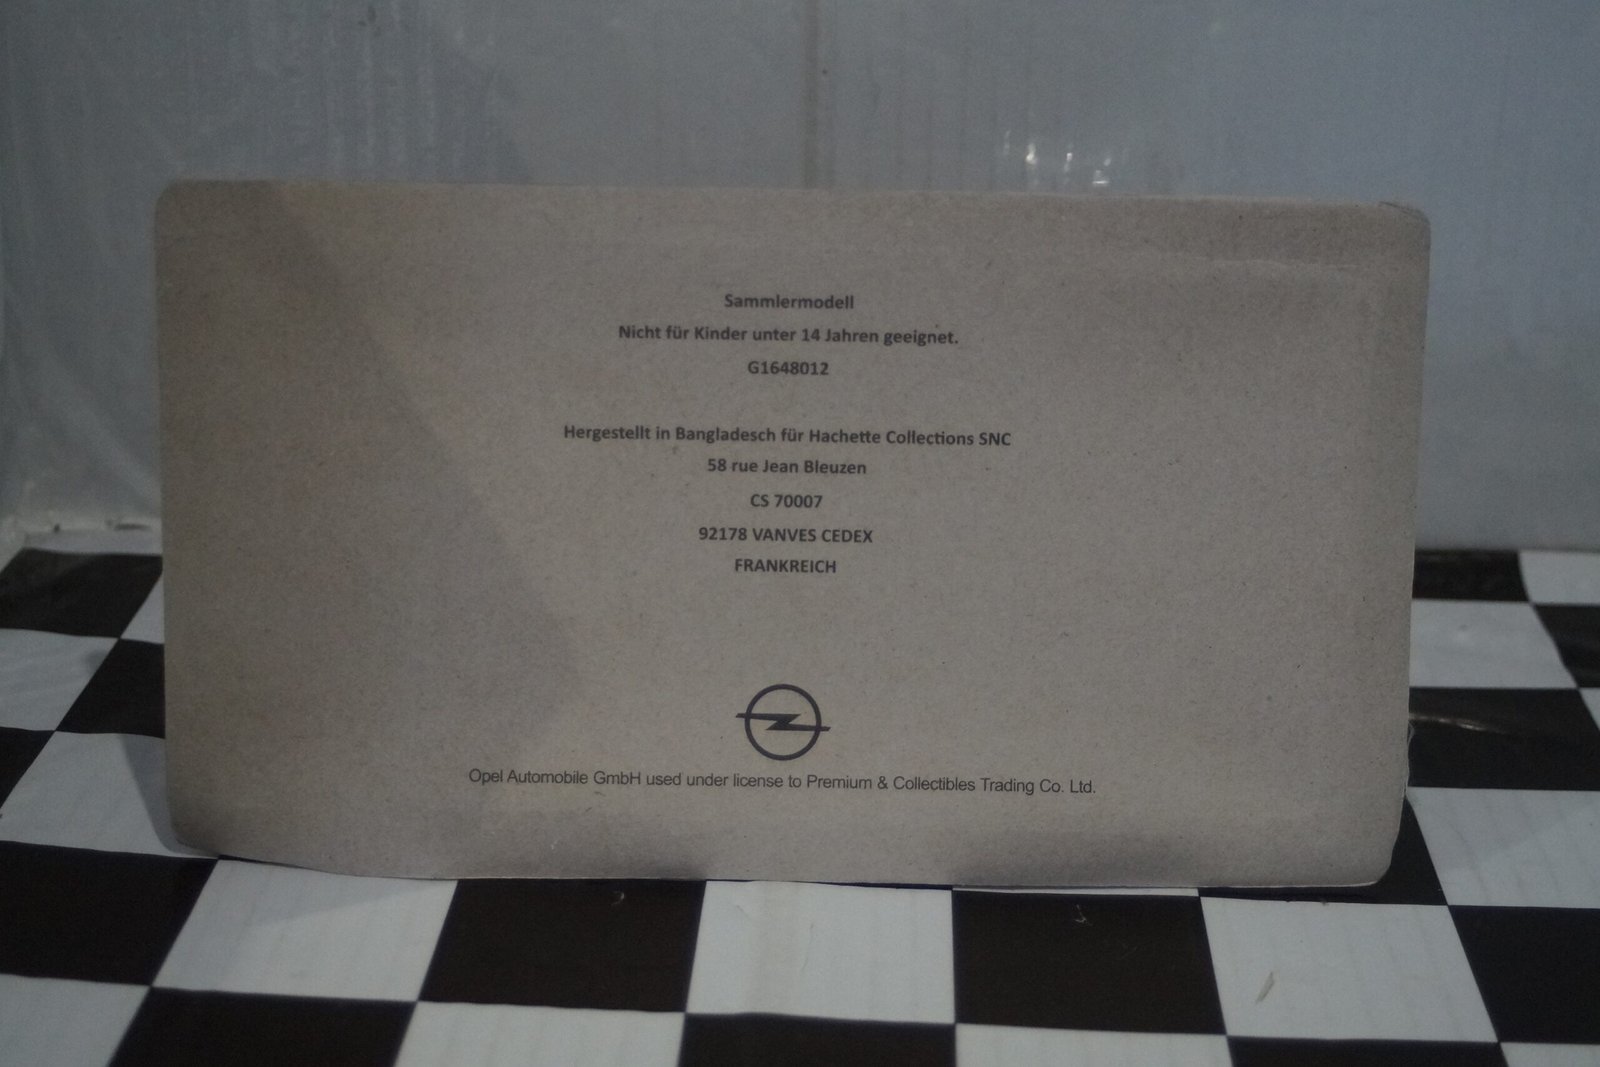 Sammlermodell
Nicht für Kinder unter 14 Jahren geeignet.
G1648012
Hergestellt in Bangladesch für Hachette Collections SNC
58 rue Jean Bleuzen
CS 70007
92178 VANVES CEDEX
FRANKREICH
Opel Automobile GmbH used under license to Premium & Collectibles Trading Co. Ltd.